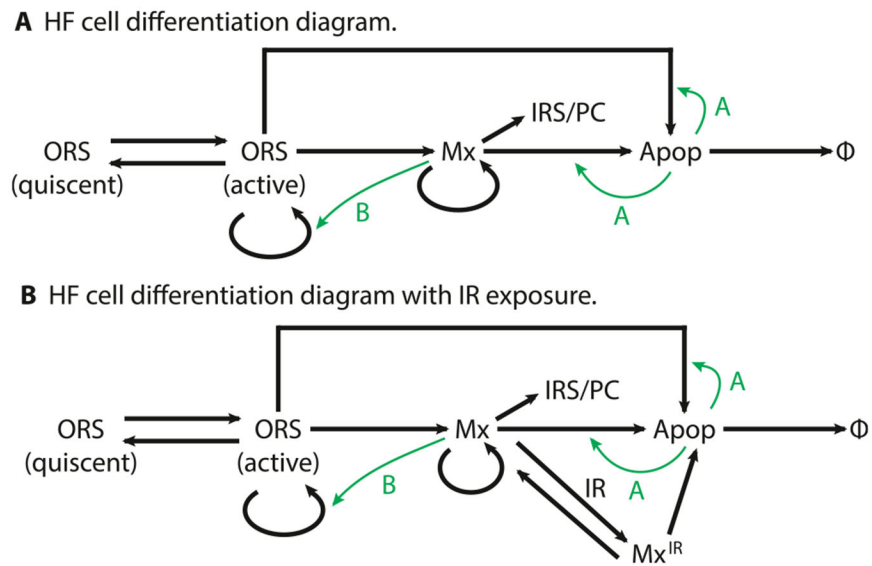 A HF cell differentiation diagram.
A
IRS/PC
ORS
(quiscent)
ORS
(active)
Mx
Apop
Φ
B
A
B HF cell differentiation diagram with IR exposure.
A
IRS/PC
ORS
(quiscent)
ORS
(active)
Mx
Apop
Φ
B
IR
A
Mx^IR